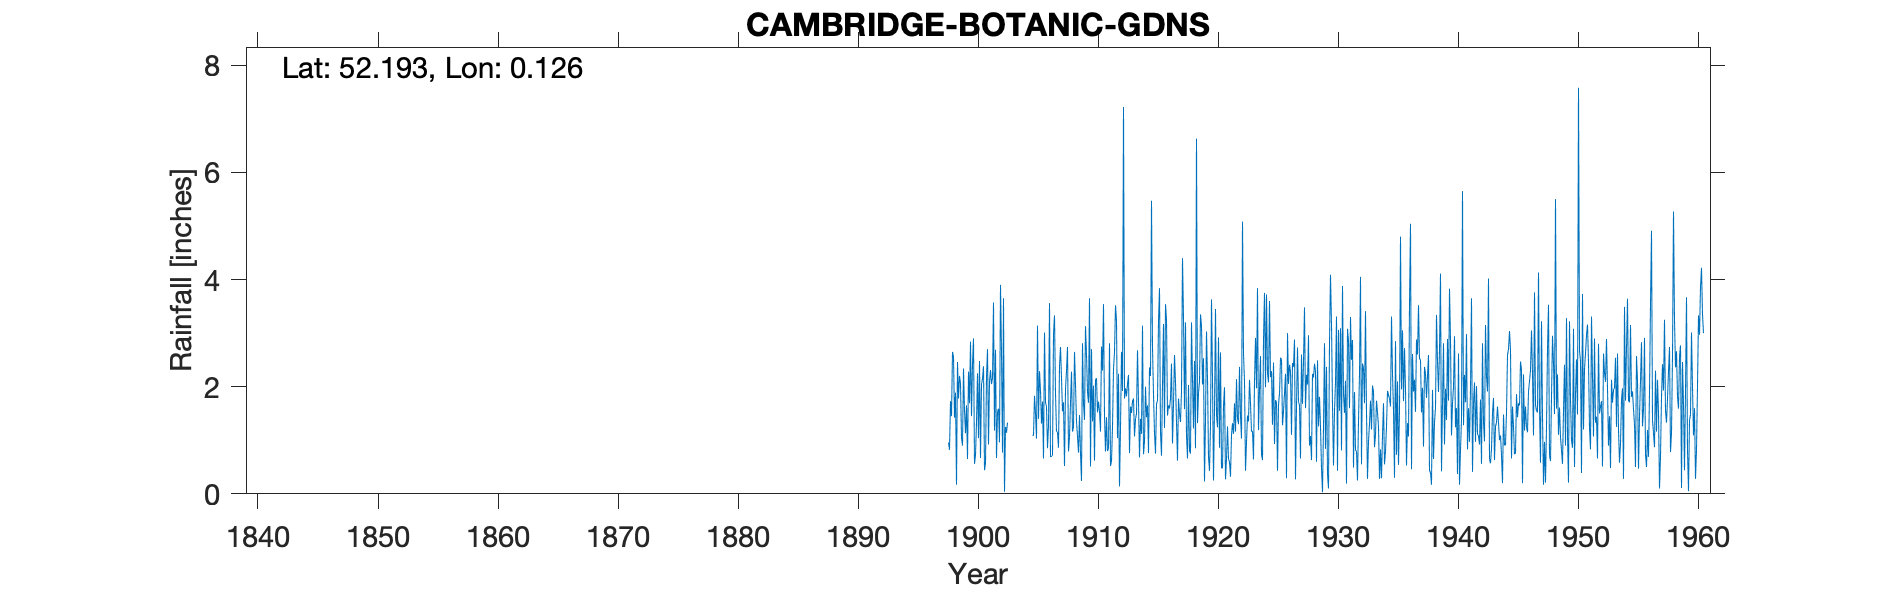 CAMBRIDGE-BOTANIC-GDNS
Lat: 52.193, Lon: 0.126
8
6
4
2
0
Rainfall [inches]
1840 1850 1860 1870 1880 1890 1900 1910 1920 1930 1940 1950 1960
Year